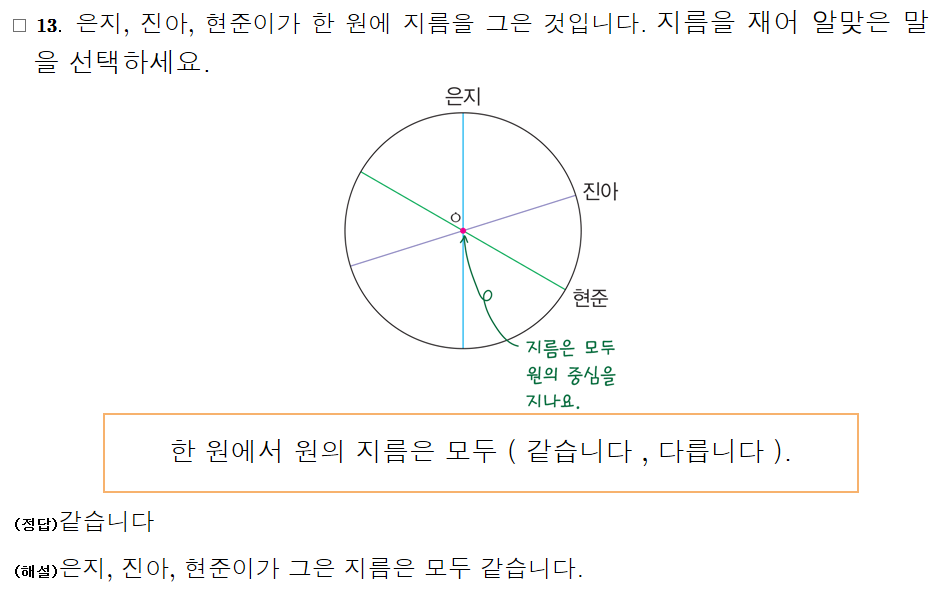 □ 13. 은지, 진아, 현준이가 한 원에 지름을 그은 것입니다. 지름을 재어 알맞은 말
을 선택하세요.
은지
진아
ㅇ
현준
지름은 모두
원의 중심을
지나요.
한 원에서 원의 지름은 모두 ( 같습니다 , 다릅니다 ).
(정답)같습니다
(해설)은지, 진아, 현준이가 그은 지름은 모두 같습니다.